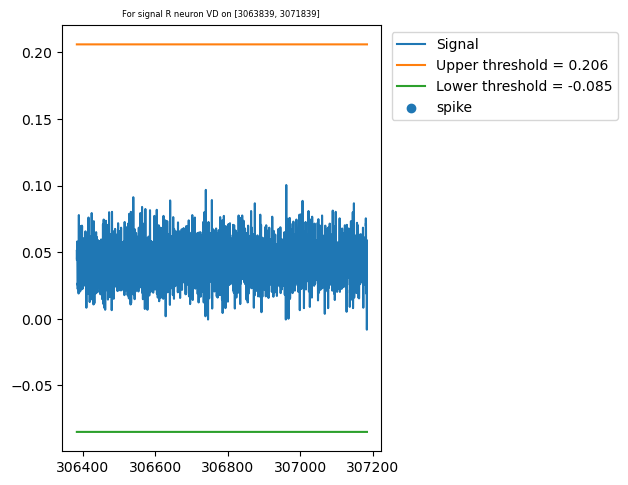 For signal R neuron VD on [3063839, 3071839]
Signal
Upper threshold = 0.206
Lower threshold = -0.085
spike
0.20
0.15
0.10
0.05
0.00
−0.05
306400 306600 306800 307000 307200